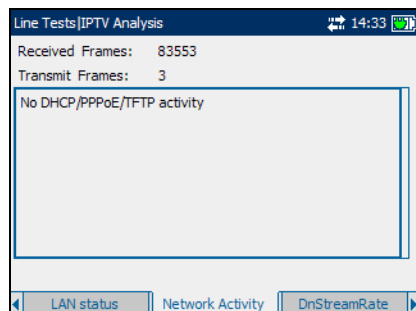 Line Tests|IPTV Analysis 14:33
Received Frames: 83553
Transmit Frames: 3
No DHCP/PPPoE/TFTP activity
LAN status Network Activity DnStreamRate